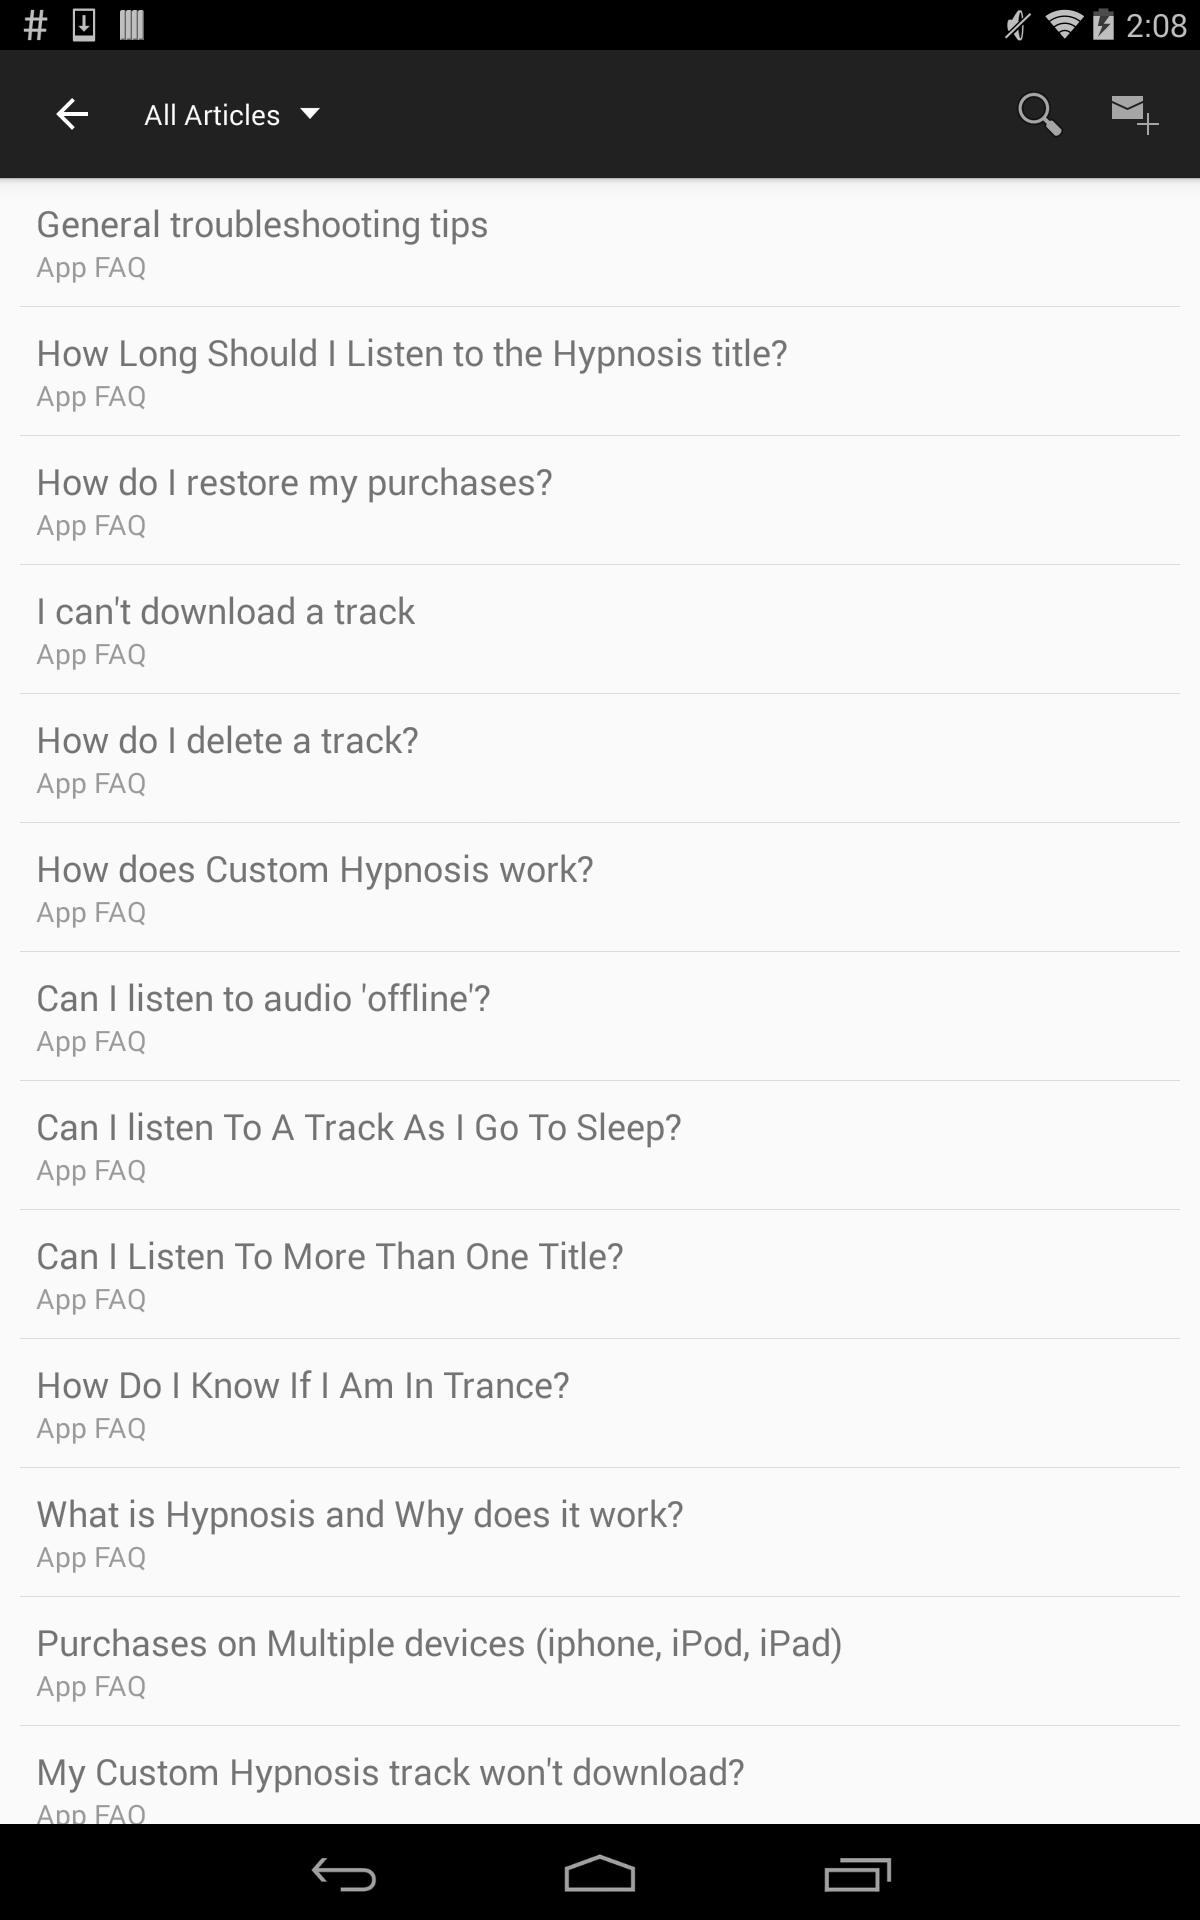 2:08
All Articles
General troubleshooting tips
App FAQ
How Long Should I Listen to the Hypnosis title?
App FAQ
How do I restore my purchases?
App FAQ
I can't download a track
App FAQ
How do I delete a track?
App FAQ
How does Custom Hypnosis work?
App FAQ
Can I listen to audio 'offline'?
App FAQ
Can I listen To A Track As I Go To Sleep?
App FAQ
Can I Listen To More Than One Title?
App FAQ
How Do I Know If I Am In Trance?
App FAQ
What is Hypnosis and Why does it work?
App FAQ
Purchases on Multiple devices (iphone, iPod, iPad)
App FAQ
My Custom Hypnosis track won't download?
App FAQ